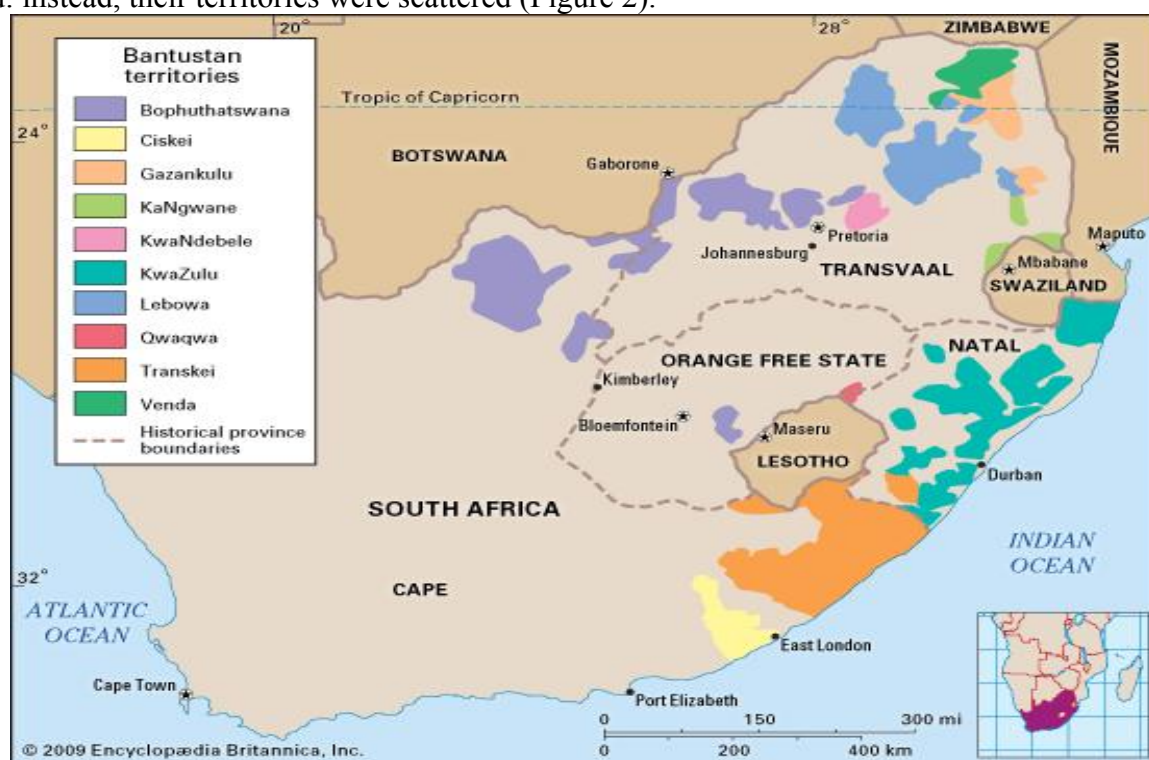 instead, their territories were scattered (Figure 2).
20°
28°
ZIMBABWE
Bantustan
territories
Bophuthatswana
Ciskei
Gazankulu
KaNgwane
KwaNdebele
KwaZulu
Lebowa
Qwaqwa
Transkei
Venda
Historical province
boundaries
Tropic of Capricorn
24°
MOZAMBIQUE
BOTSWANA
Gaborone
Pretoria
Johannesburg
Maputo
TRANSVAAL
Mbabane
SWAZILAND
NATAL
ORANGE FREE STATE
Kimberley
Bloemfontein
Maseru
LESOTHO
Durban
SOUTH AFRICA
INDIAN
OCEAN
32°
CAPE
ATLANTIC
OCEAN
East London
Cape Town
Port Elizabeth
0 150 300 mi
0 200 400 km
© 2009 Encyclopædia Britannica, Inc.